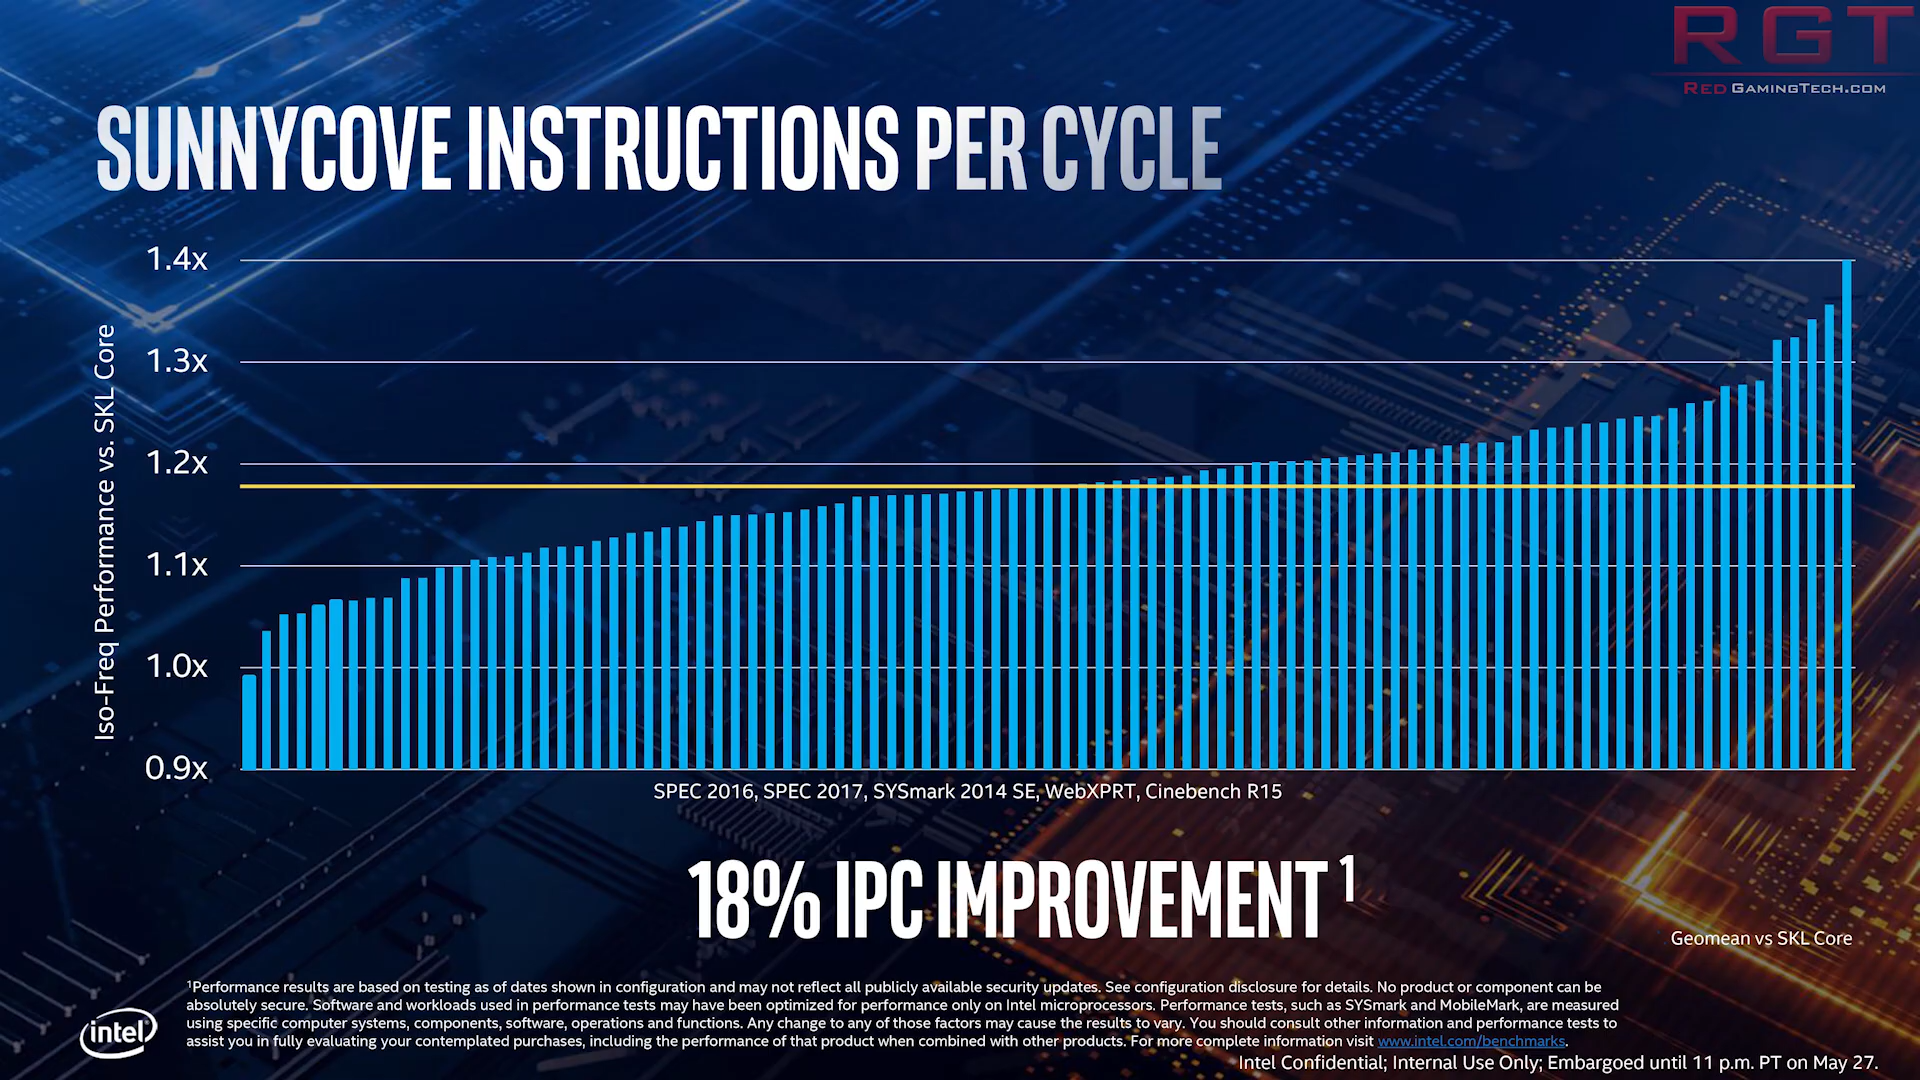 RGT
RED GAMINGTECH.COM
SUNNYCOVE INSTRUCTIONS PER CYCLE
1.4x
1.3x
1.2x
1.1x
1.0x
0.9x
Iso-Freq Performance vs. SKL Core
SPEC 2016, SPEC 2017, SYSmark 2014 SE, WebXPRT, Cinebench R15
18% IPC IMPROVEMENT ¹
Geomean vs SKL Core
¹Performance results are based on testing as of dates shown in configuration and may not reflect all publicly available security updates. See configuration disclosure for details. No product or component can be
absolutely secure. Software and workloads used in performance tests may have been optimized for performance only on Intel microprocessors. Performance tests, such as SYSmark and MobileMark, are measured
using specific computer systems, components, software, operations and functions. Any change to any of those factors may cause the results to vary. You should consult other information and performance tests to
assist you in fully evaluating your contemplated purchases, including the performance of that product when combined with other products. For more complete information visit www.intel.com/benchmarks.
intel
Intel Confidential; Internal Use Only; Embargoed until 11 p.m. PT on May 27.